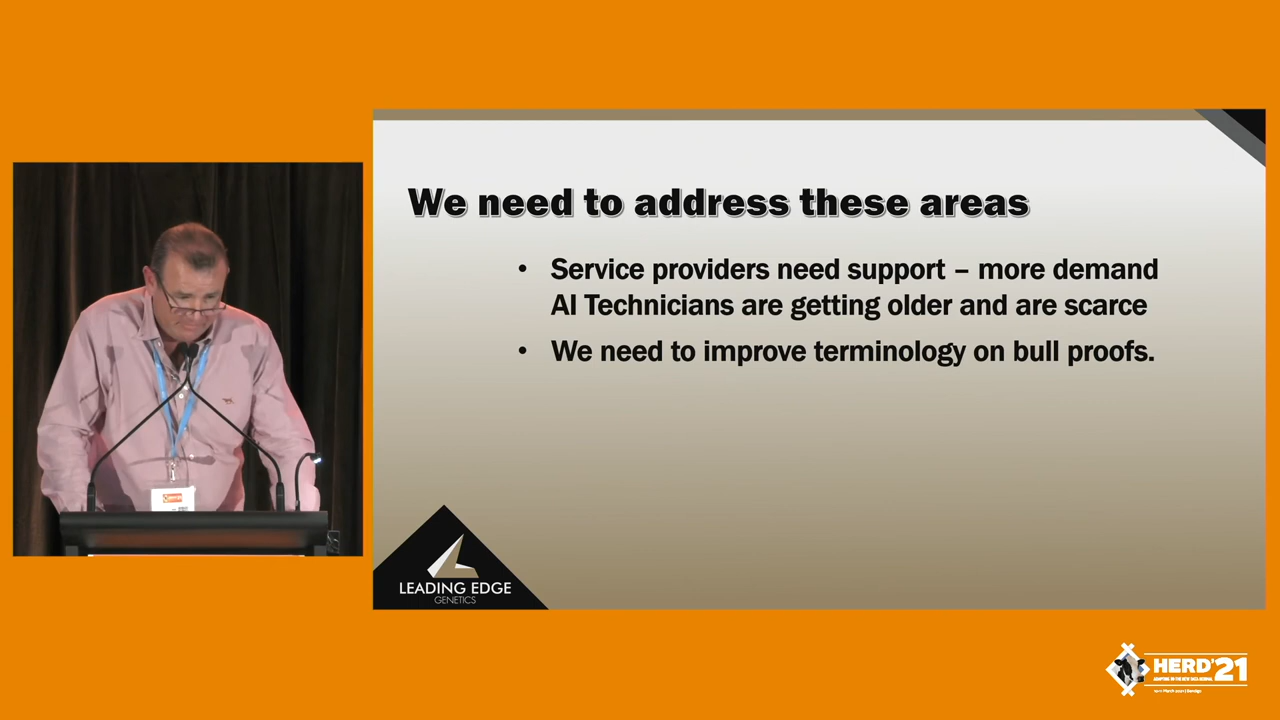 We need to address these areas
• Service providers need support – more demand
AI Technicians are getting older and are scarce
• We need to improve terminology on bull proofs.
LEADING EDGE
GENETICS
HERD'21